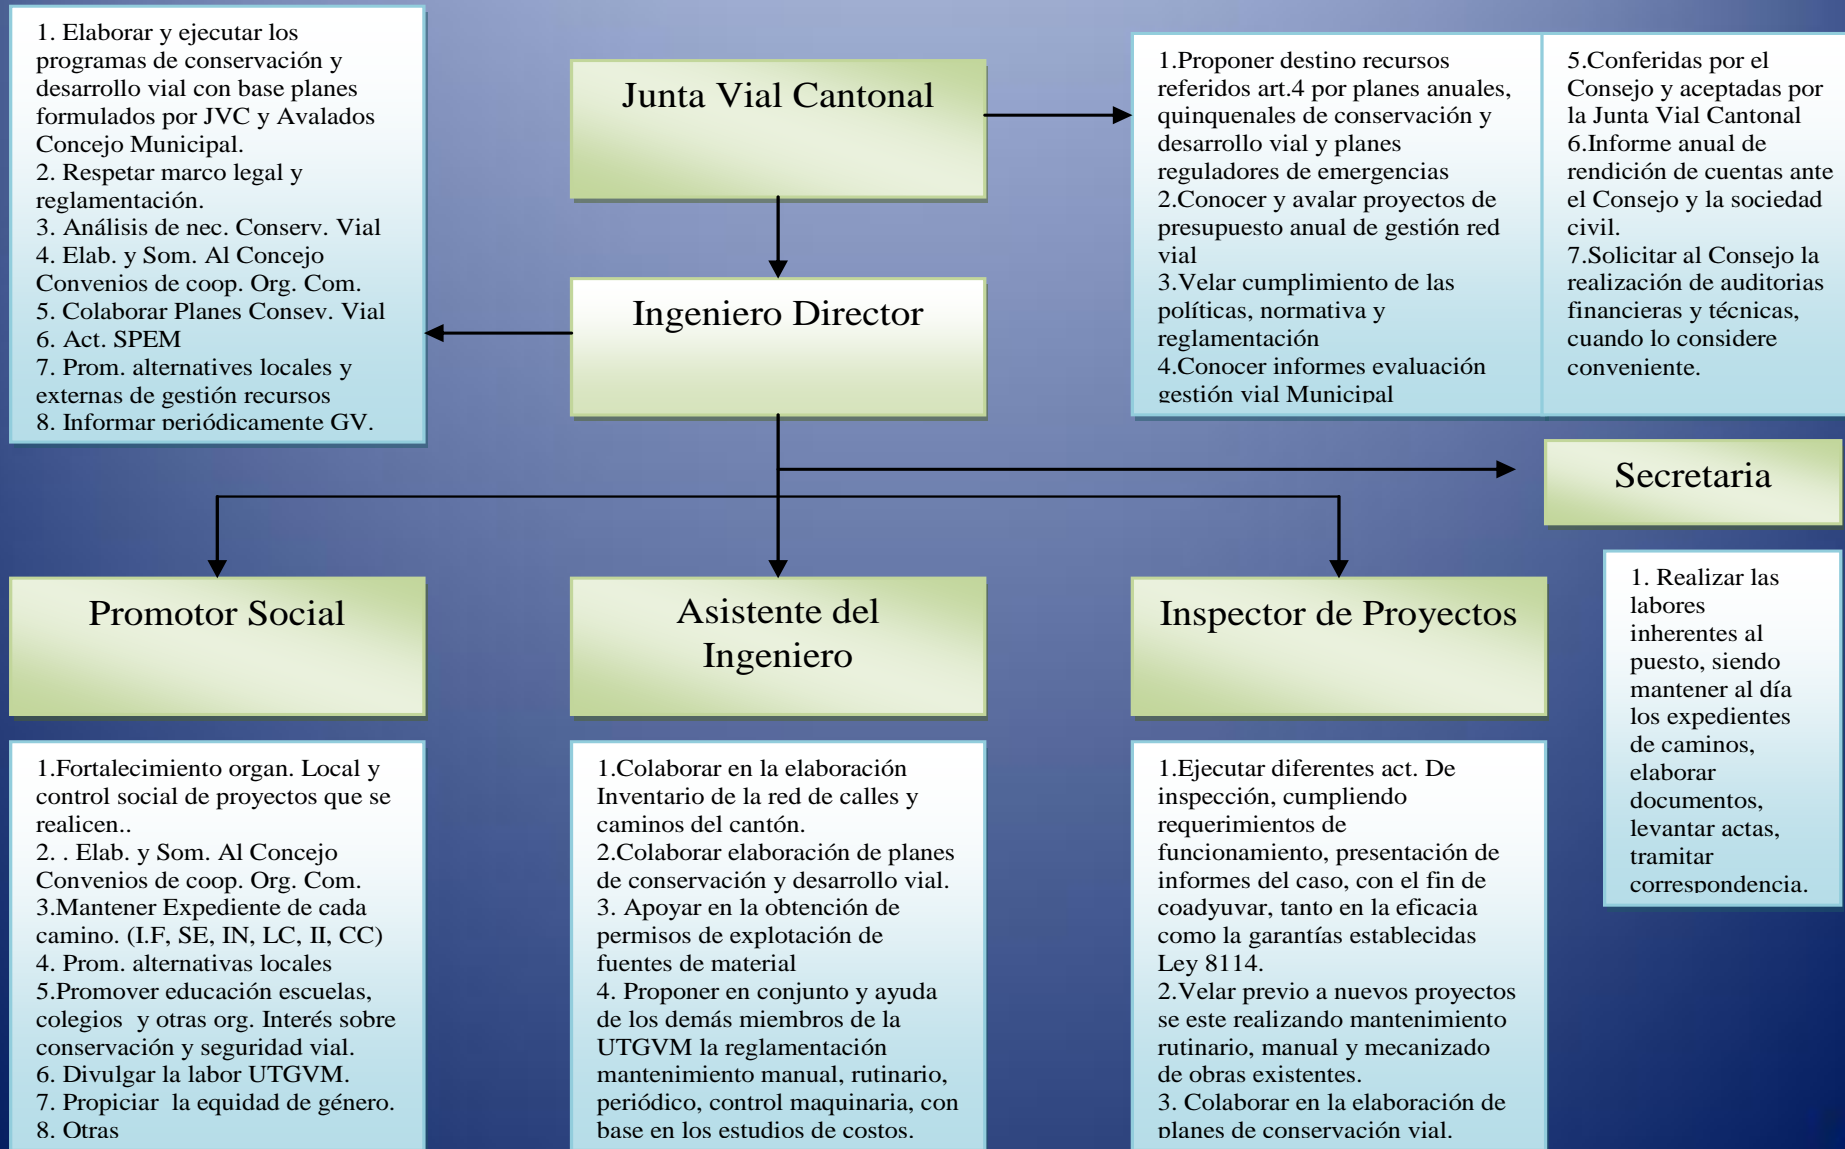 1. Elaborar y ejecutar los
programas de conservación y
desarrollo vial con base planes
formulados por JVC y Avalados
Concejo Municipal.
2. Respetar marco legal y
reglamentación.
3. Análisis de nec. Conserv. Vial
4. Elab. y Som. Al Concejo
Convenios de coop. Org. Com.
5. Colaborar Planes Consev. Vial
6. Act. SPEM
7. Prom. alternatives locales y
externas de gestión recursos
8. Informar periódicamente GV.
Junta Vial Cantonal
1.Proponer destino recursos
referidos art.4 por planes anuales,
quinquenales de conservación y
desarrollo vial y planes
reguladores de emergencias
2.Conocer y avalar proyectos de
presupuesto anual de gestión red
vial
3.Velar cumplimiento de las
políticas, normativa y
reglamentación
4.Conocer informes evaluación
gestión vial Municipal
5.Conferidas por el
Consejo y aceptadas por
la Junta Vial Cantonal
6.Informe anual de
rendición de cuentas ante
el Consejo y la sociedad
civil.
7.Solicitar al Consejo la
realización de auditorias
financieras y técnicas,
cuando lo considere
conveniente.
Ingeniero Director
Secretaria
1. Realizar las
labores
inherentes al
puesto, siendo
mantener al día
los expedientes
de caminos,
elaborar
documentos,
levantar actas,
tramitar
correspondencia.
Promotor Social
Asistente del
Ingeniero
Inspector de Proyectos
1.Fortalecimiento organ. Local y
control social de proyectos que se
realicen..
2. . Elab. y Som. Al Concejo
Convenios de coop. Org. Com.
3.Mantener Expediente de cada
camino. (I.F, SE, IN, LC, II, CC)
4. Prom. alternativas locales
5.Promover educación escuelas,
colegios y otras org. Interés sobre
conservación y seguridad vial.
6. Divulgar la labor UTGVM.
7. Propiciar la equidad de género.
8. Otras
1.Colaborar en la elaboración
Inventario de la red de calles y
caminos del cantón.
2.Colaborar elaboración de planes
de conservación y desarrollo vial.
3. Apoyar en la obtención de
permisos de explotación de
fuentes de material
4. Proponer en conjunto y ayuda
de los demás miembros de la
UTGVM la reglamentación
mantenimiento manual, rutinario,
periódico, control maquinaria, con
base en los estudios de costos.
1.Ejecutar diferentes act. De
inspección, cumpliendo
requerimientos de
funcionamiento, presentación de
informes del caso, con el fin de
coadyuvar, tanto en la eficacia
como la garantías establecidas
Ley 8114.
2.Velar previo a nuevos proyectos
se este realizando mantenimiento
rutinario, manual y mecanizado
de obras existentes.
3. Colaborar en la elaboración de
planes de conservación vial.